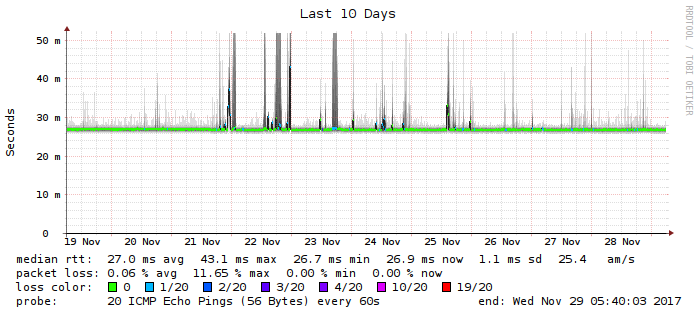 Last 10 Days
RRDTOOL / TOBI OETIKER
Seconds
50 m
40 m
30 m
20 m
10 m
0
19 Nov 20 Nov 21 Nov 22 Nov 23 Nov 24 Nov 25 Nov 26 Nov 27 Nov 28 Nov
median rtt: 27.0 ms avg 43.1 ms max 26.7 ms min 26.9 ms now 1.1 ms sd 25.4 am/s
packet loss: 0.06 % avg 11.65 % max 0.00 % min 0.00 % now
loss color: 0 1/20 2/20 3/20 4/20 10/20 19/20
probe: 20 ICMP Echo Pings (56 Bytes) every 60s end: Wed Nov 29 05:40:03 2017